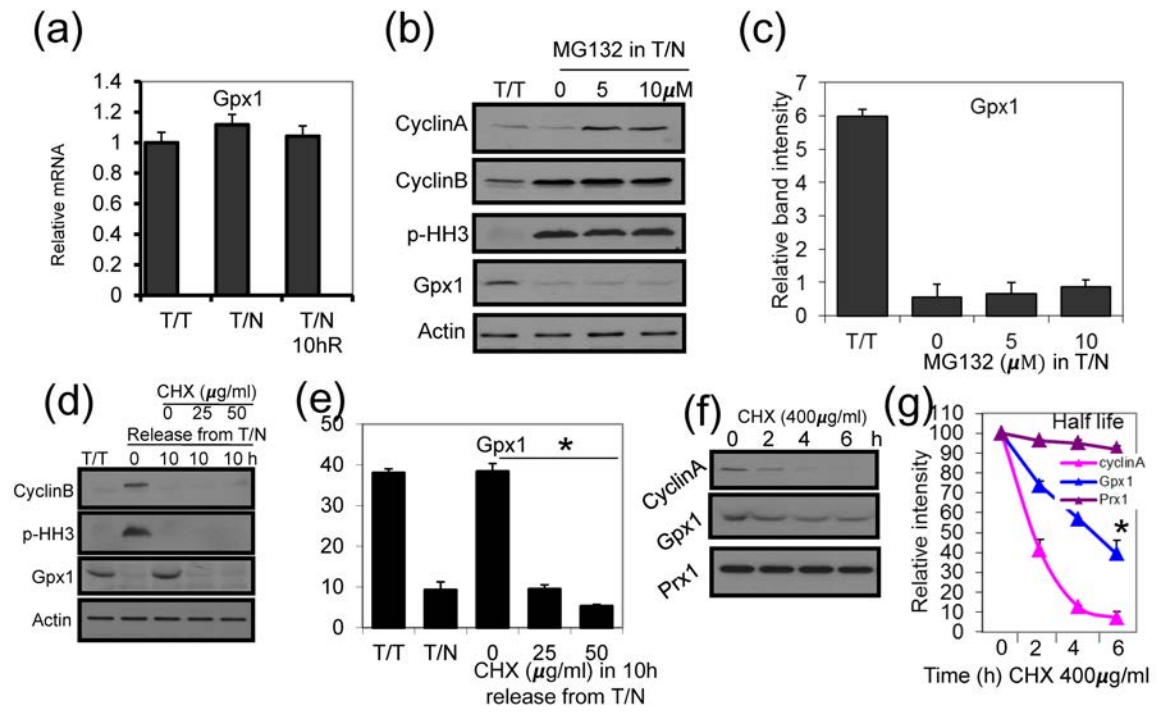 (a)
Gpx1
Relative mRNA
1.4
1.2
1
0.8
0.6
0.4
0.2
0
T/T T/N T/N
10hR
(b)
MG132 in T/N
T/T 0 5 10 μM
CyclinA
CyclinB
p-HH3
Gpx1
Actin
(c)
Gpx1
Relative band intensity
7
6
5
4
3
2
1
0
T/T 0 5 10
MG132 (μM) in T/N
(d)
CHX (μg/ml)
0 25 50
Release from T/N
T/T 0 10 10 10 h
CyclinB
p-HH3
Gpx1
Actin
(e)
Gpx1
*
50
40
30
20
10
0
T/T T/N 0 25 50
CHX (μg/ml) in 10h
release from T/N
(f)
CHX (400μg/ml)
0 2 4 6 h
CyclinA
Gpx1
Prx1
(g)
Half life
cyclinA
Gpx1
Prx1
*
Relative intensity
110
100
90
80
70
60
50
40
30
20
10
0
0 2 4 6
Time (h) CHX 400μg/ml